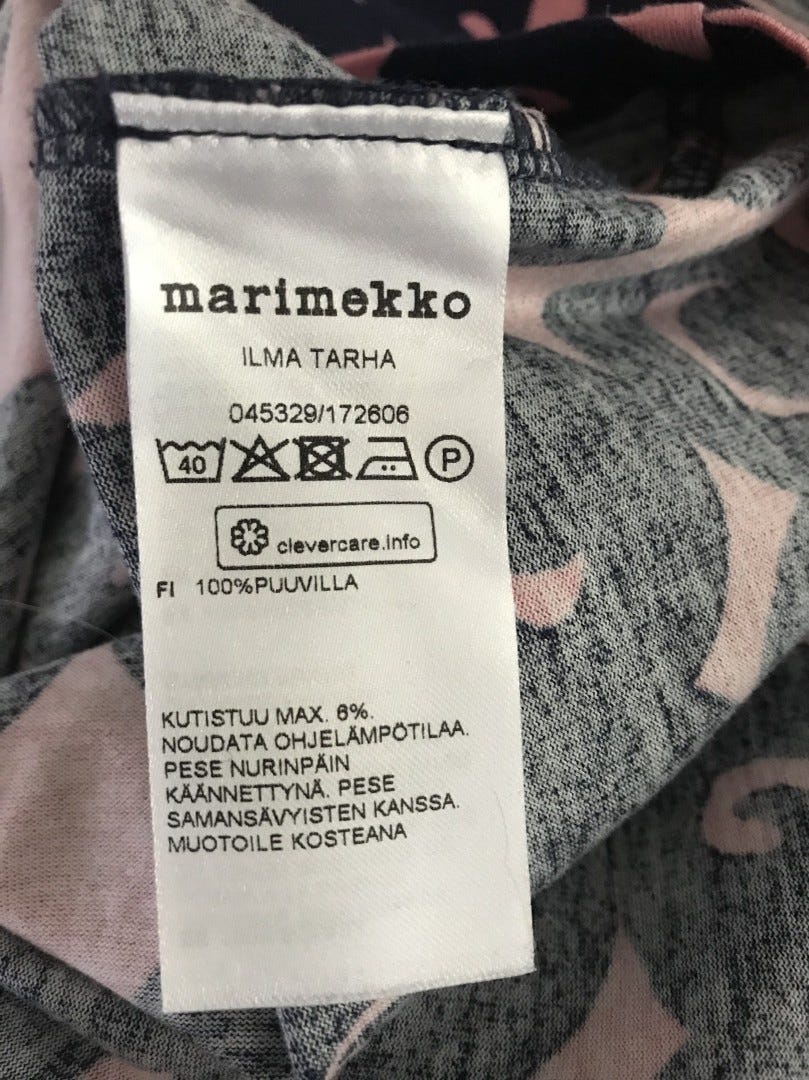 marimekko
ILMA TARHA
045329/172606
40 P
clevercare.info
FI 100%PUUVILLA
KUTISTUU MAX. 6%.
NOUDATA OHJELÄMPÖTILAA.
PESE NURINPÄIN
KÄÄNNETTYNÄ. PESE
SAMANSÄVYISTEN KANSSA.
MUOTOILE KOSTEANA